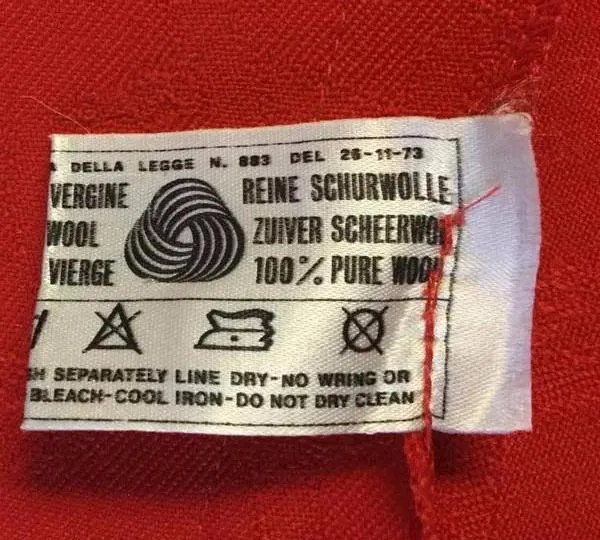 DELLA LEGGE N. 883 DEL 26-11-73
VERGINE REINE SCHURWOLLE
WOOL ZUIVER SCHEERWO
VIERGE 100% PURE WOO
SEPARATELY LINE DRY-NO WRING OR
BLEACH-COOL IRON-DO NOT DRY CLEAN